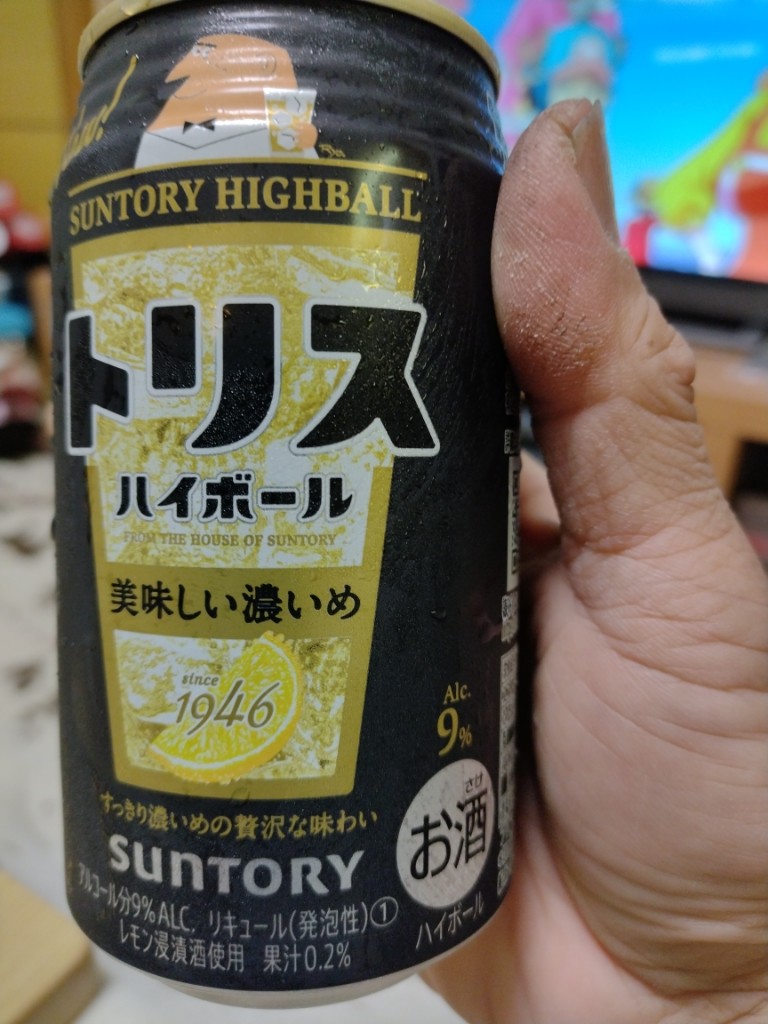 SUNTORY HIGHBALL
トリス
ハイボール
FROM THE HOUSE OF SUNTORY
美味しい濃いめ
since
1946
Alc.
9%
すっきり濃いめの贅沢な味わい
さけ
お酒
SUNTORY
アルコール分9%ALC. リキュール(発泡性)①
ハイボール
レモン浸漬酒使用 果汁0.2%